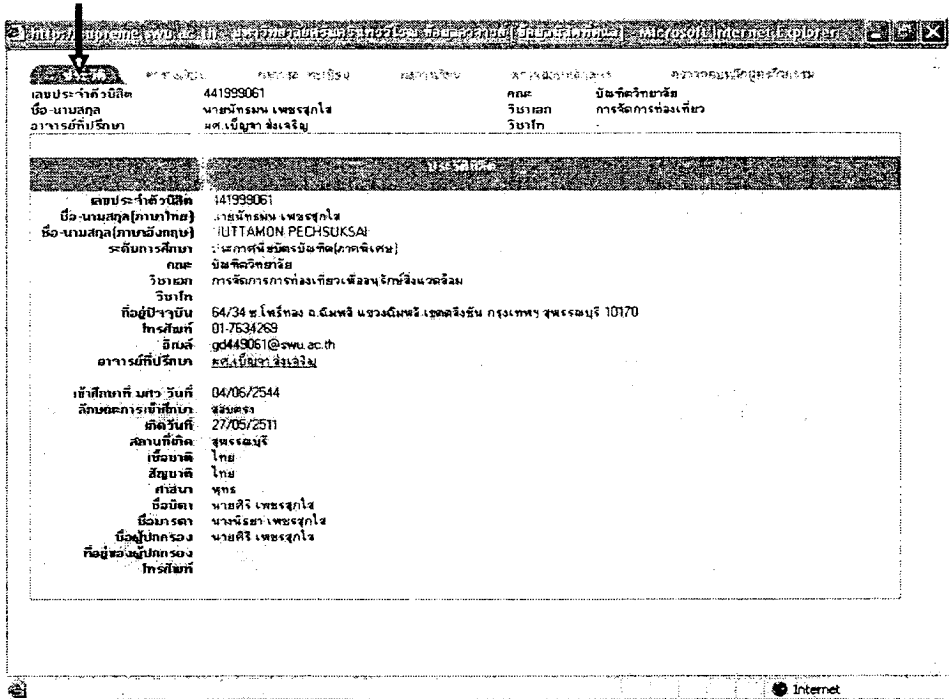 ประวัติ
เลขประจำตัวนิสิต 441999061 คณะ บัณฑิตวิทยาลัย
ชื่อ-นามสกุล นายนัทธมน เพชรสุกใส วิชาเอก การจัดการท่องเที่ยว
อาจารย์ที่ปรึกษา ผศ.เบ็ญจา ส่งเจริญ วิชาโท
ประวัตินิสิต
เลขประจำตัวนิสิต 441999061
ชื่อ-นามสกุล(ภาษาไทย) นายนัทธมน เพชรสุกใส
ชื่อ-นามสกุล(ภาษาอังกฤษ) NUTTAMON PECHSUKSAI
ระดับการศึกษา ประกาศนียบัตรบัณฑิต(ภาคพิเศษ)
คณะ บัณฑิตวิทยาลัย
วิชาเอก การจัดการการท่องเที่ยวเพื่ออนุรักษ์สิ่งแวดล้อม
วิชาโท
ที่อยู่ปัจจุบัน 64/34 ซ.โพธิ์ทอง ถ.ฉิมพลี แขวงฉิมพลี เขตตลิ่งชัน กรุงเทพฯ สุพรรณบุรี 10170
โทรศัพท์ 01-7634269
อีเมล์ gd449061@swu.ac.th
อาจารย์ที่ปรึกษา ผศ.เบ็ญจา ส่งเจริญ
เข้าศึกษาที่ มศว วันที่ 04/06/2544
ลักษณะการเข้าศึกษา สอบตรง
เกิดวันที่ 27/05/2511
สถานที่เกิด สุพรรณบุรี
เชื้อชาติ ไทย
สัญชาติ ไทย
ศาสนา พุทธ
ชื่อบิดา นายศิริ เพชรสุกใส
ชื่อมารดา นางนิรยา เพชรสุกใส
ชื่อผู้ปกครอง นายศิริ เพชรสุกใส
ที่อยู่ของผู้ปกครอง
โทรศัพท์
Internet